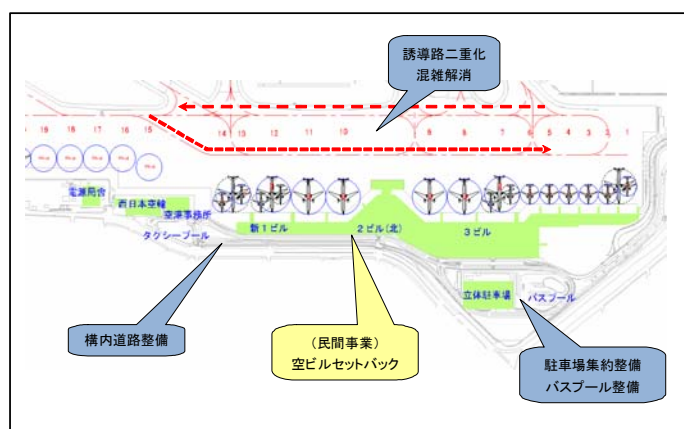 誘導路二重化
混雑解消
19 18 17 16 15 14 13 12 11 10 9 8 7 6 5 4 3 2 1
電源局舎
西日本空輸
空港事務所
タクシープール
新1ビル
2ビル(北)
3ビル
立体駐車場
バスプール
構内道路整備
(民間事業)
空ビルセットバック
駐車場集約整備
バスプール整備